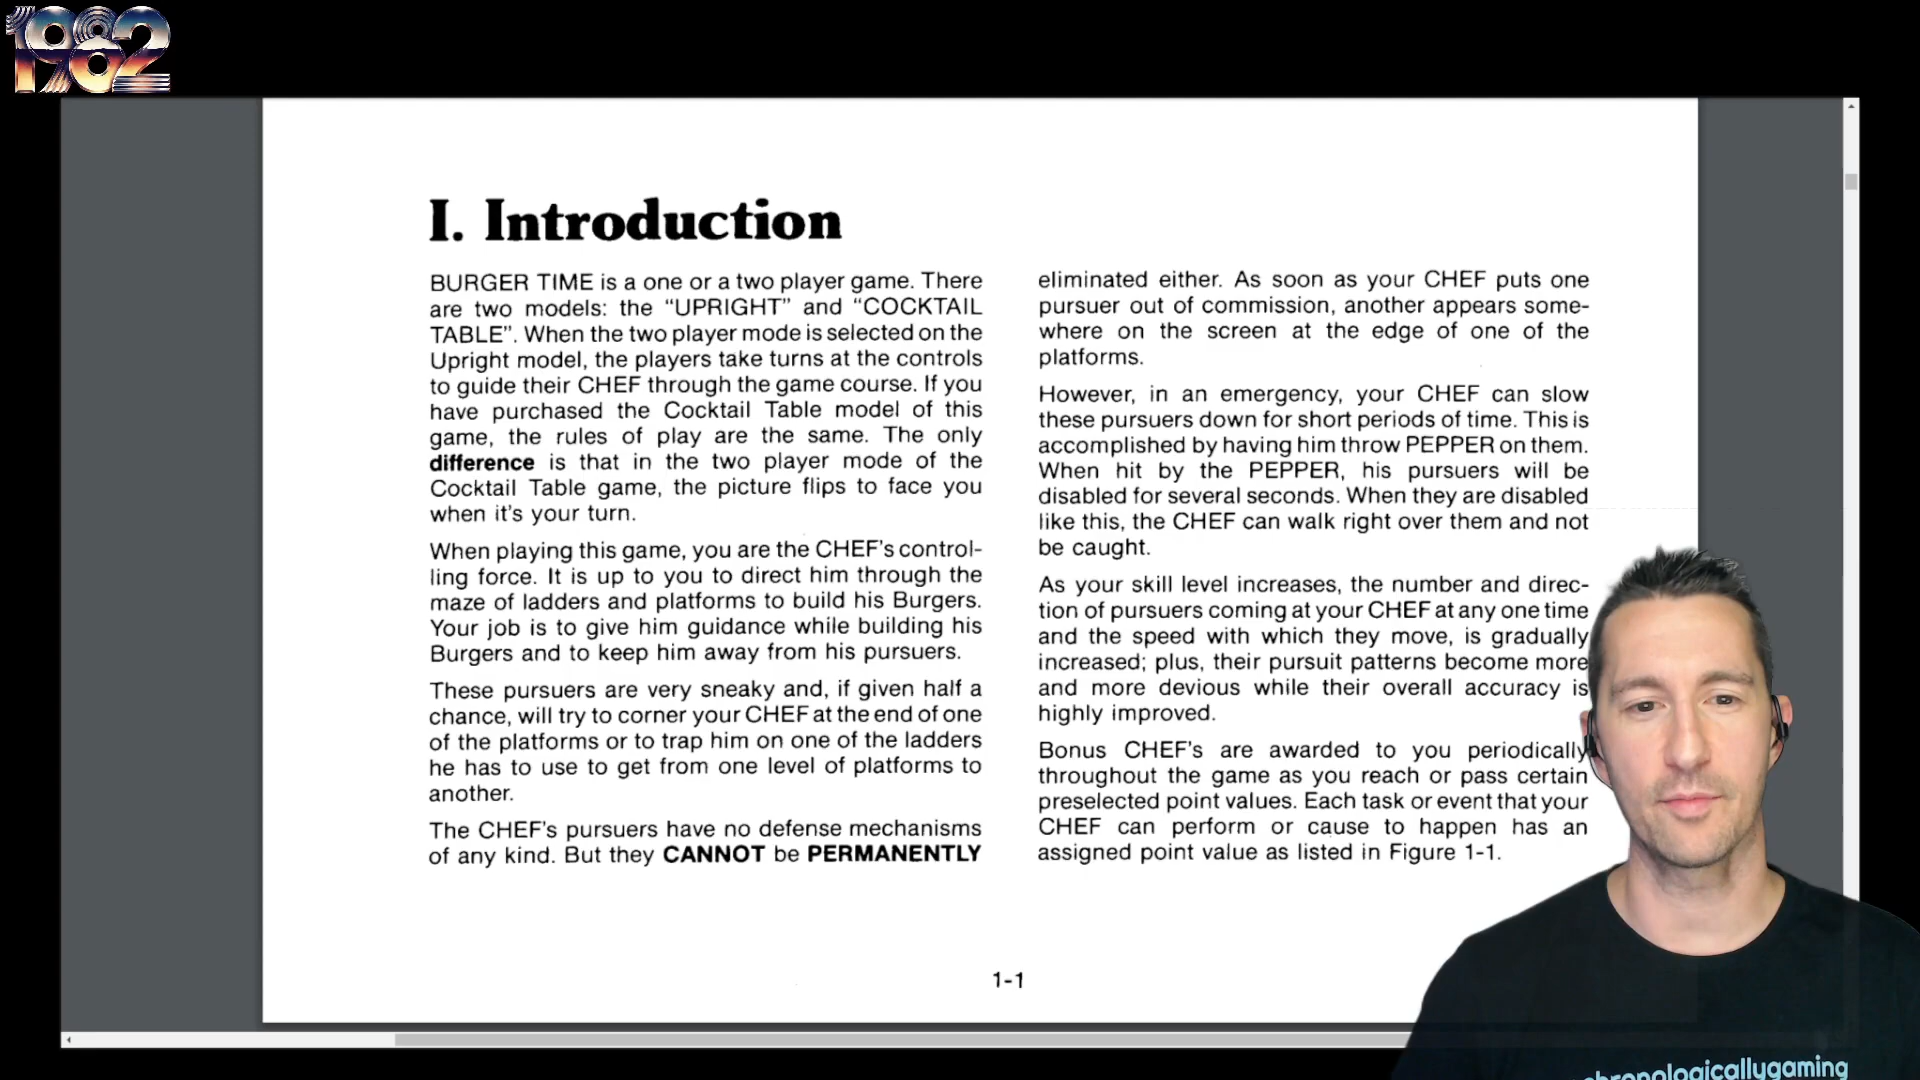 1982
I. Introduction
BURGER TIME is a one or a two player game. There
are two models: the “UPRIGHT” and “COCKTAIL
TABLE”. When the two player mode is selected on the
Upright model, the players take turns at the controls
to guide their CHEF through the game course. If you
have purchased the Cocktail Table model of this
game, the rules of play are the same. The only
difference is that in the two player mode of the
Cocktail Table game, the picture flips to face you
when it’s your turn.
When playing this game, you are the CHEF’s control-
ling force. It is up to you to direct him through the
maze of ladders and platforms to build his Burgers.
Your job is to give him guidance while building his
Burgers and to keep him away from his pursuers.
These pursuers are very sneaky and, if given half a
chance, will try to corner your CHEF at the end of one
of the platforms or to trap him on one of the ladders
he has to use to get from one level of platforms to
another.
The CHEF’s pursuers have no defense mechanisms
of any kind. But they CANNOT be PERMANENTLY
eliminated either. As soon as your CHEF puts one
pursuer out of commission, another appears some-
where on the screen at the edge of one of the
platforms.
However, in an emergency, your CHEF can slow
these pursuers down for short periods of time. This is
accomplished by having him throw PEPPER on them.
When hit by the PEPPER, his pursuers will be
disabled for several seconds. When they are disabled
like this, the CHEF can walk right over them and not
be caught.
As your skill level increases, the number and direc-
tion of pursuers coming at your CHEF at any one time
and the speed with which they move, is gradually
increased; plus, their pursuit patterns become more
and more devious while their overall accuracy is
highly improved.
Bonus CHEF’s are awarded to you periodically
throughout the game as you reach or pass certain
preselected point values. Each task or event that your
CHEF can perform or cause to happen has an
assigned point value as listed in Figure 1-1.
1-1
chronologicallygaming